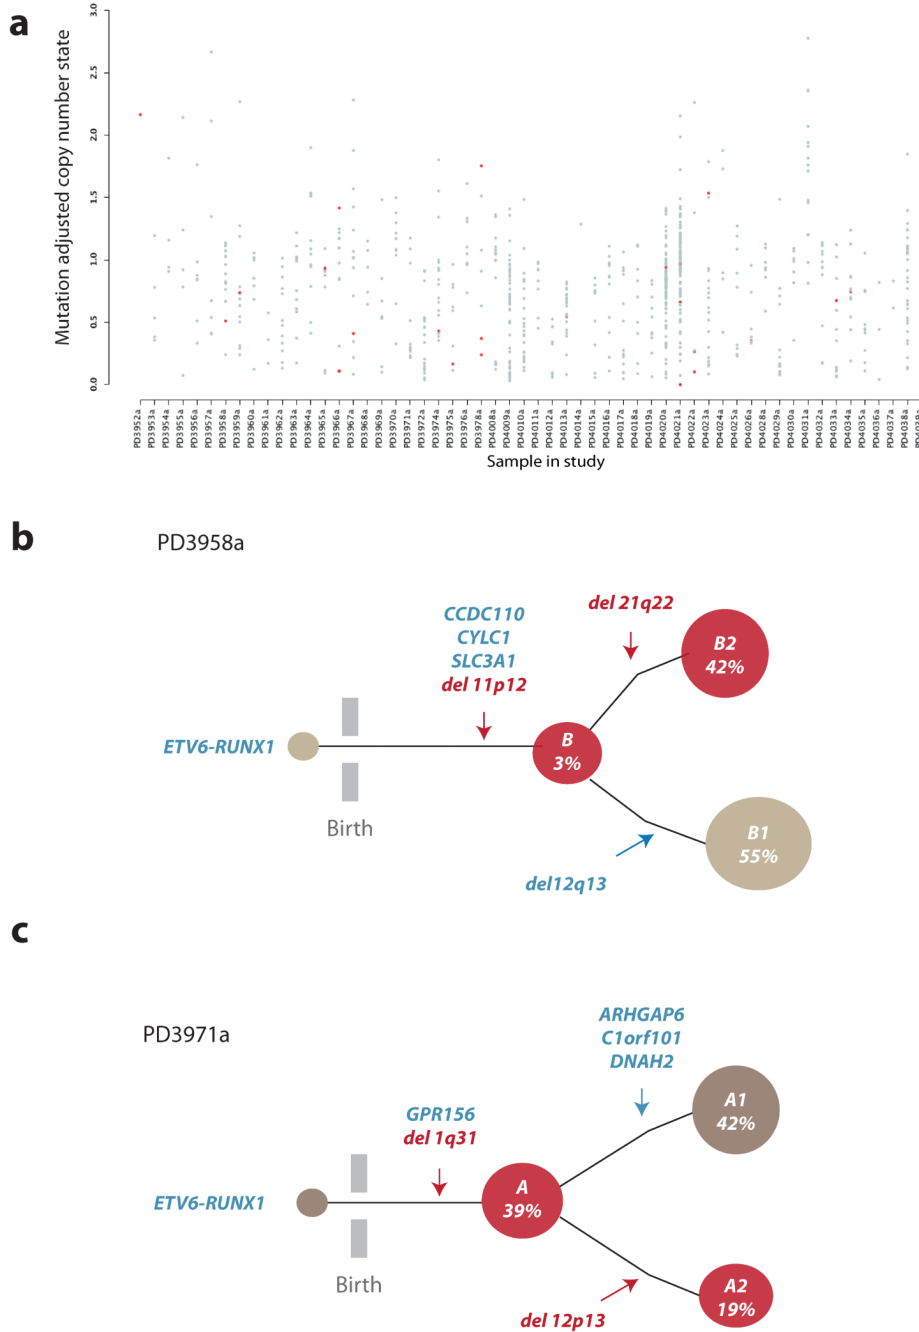 a
Mutation adjusted copy number state
3.0
2.5
2.0
1.5
1.0
0.5
0.0
PD3952a
PD3953a
PD3954a
PD3955a
PD3956a
PD3957a
PD3958a
PD3959a
PD3960a
PD3961a
PD3962a
PD3963a
PD3964a
PD3965a
PD3966a
PD3967a
PD3968a
PD3969a
PD3970a
PD3971a
PD3972a
PD3974a
PD3975a
PD3976a
PD3978a
PD4008a
PD4009a
PD4010a
PD4011a
PD4012a
PD4013a
PD4014a
PD4015a
PD4016a
PD4017a
PD4018a
PD4019a
PD4020a
PD4021a
PD4022a
PD4023a
PD4024a
PD4025a
PD4026a
PD4028a
PD4029a
PD4030a
PD4031a
PD4032a
PD4033a
PD4034a
PD4035a
PD4036a
PD4037a
PD4038a
Sample in study
b
PD3958a
CCDC110
CYLC1
SLC3A1
del 11p12
del 21q22
B2
42%
ETV6-RUNX1
B
3%
Birth
B1
55%
del12q13
c
PD3971a
ARHGAP6
C1orf101
DNAH2
GPR156
del 1q31
A1
42%
ETV6-RUNX1
A
39%
Birth
A2
19%
del 12p13